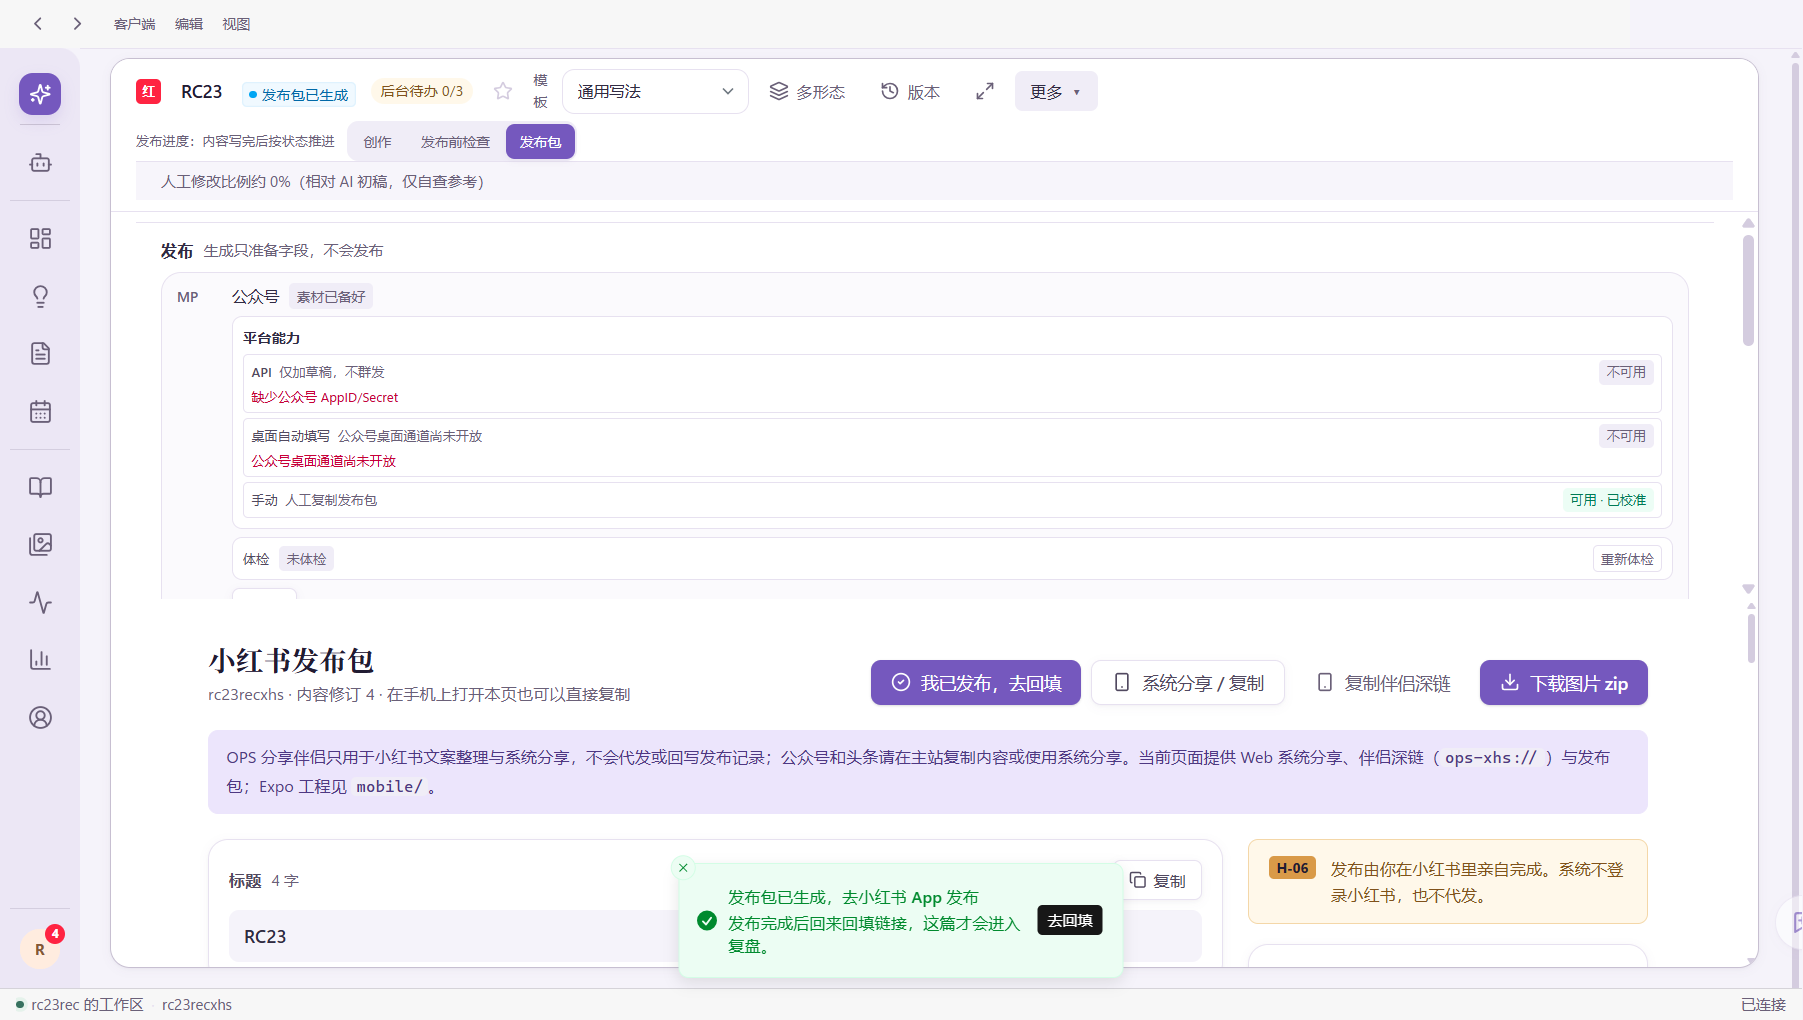 客户端 编辑 视图
红 RC23 发布包已生成 后台待办 0/3 模板 通用写法 多形态 版本 更多
发布进度：内容写完后按状态推进 创作 发布前检查 发布包
人工修改比例约 0%（相对 AI 初稿，仅自查参考）
发布 生成只准备字段，不会发布
MP 公众号 素材已备好
平台能力
API 仅加草稿，不群发 不可用
缺少公众号 AppID/Secret
桌面自动填写 公众号桌面通道尚未开放 不可用
公众号桌面通道尚未开放
手动 人工复制发布包 可用 · 已校准
体检 未体检 重新体检
小红书发布包
rc23recxhs · 内容修订 4 · 在手机上打开本页也可以直接复制
我已发布，去回填 系统分享 / 复制 复制伴侣深链 下载图片 zip
OPS 分享伴侣只用于小红书文案整理与系统分享，不会代发或回写发布记录；公众号和头条请在主站复制内容或使用系统分享。当前页面提供 Web 系统分享、伴侣深链（ ops-xhs:// ）与发布
包；Expo 工程见 mobile/ 。
标题 4 字 复制
RC23
H-06 发布由你在小红书里亲自完成。系统不登
录小红书，也不代发。
发布包已生成，去小红书 App 发布
发布完成后回来回填链接，这篇才会进入
复盘。
去回填
4
R
rc23rec 的工作区 · rc23recxhs 已连接